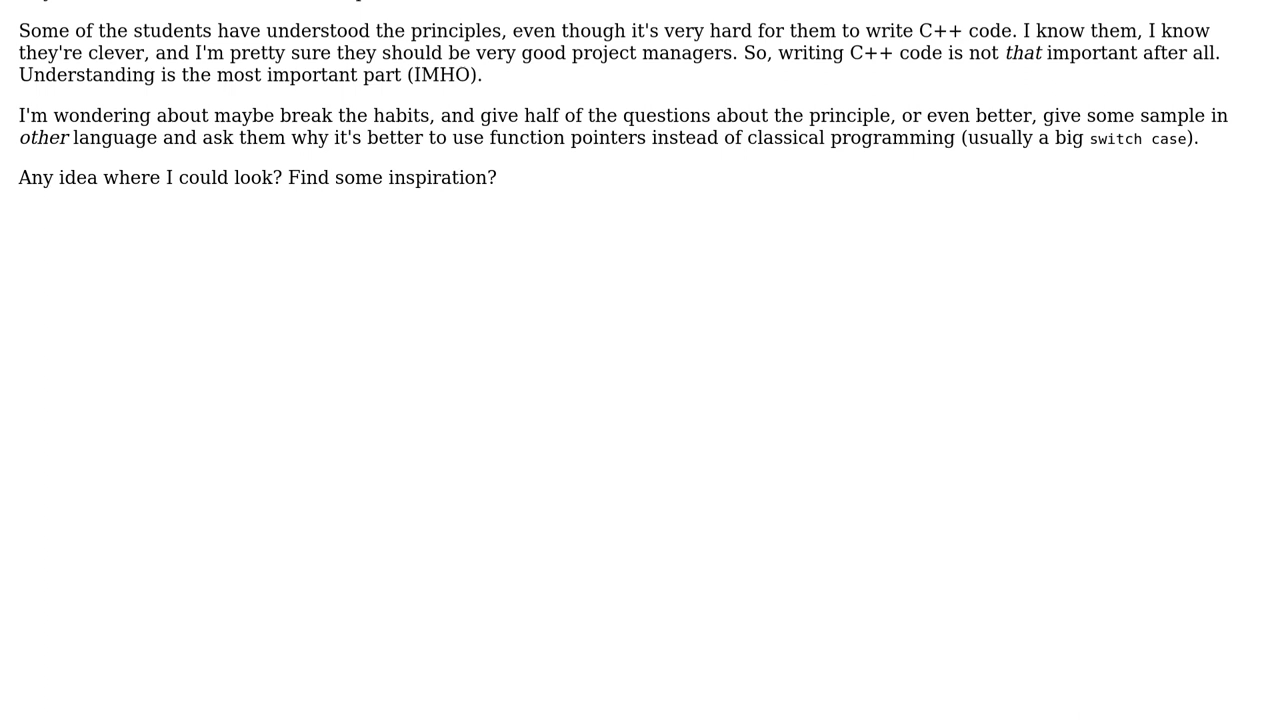 Some of the students have understood the principles, even though it's very hard for them to write C++ code. I know them, I know
they're clever, and I'm pretty sure they should be very good project managers. So, writing C++ code is not that important after all.
Understanding is the most important part (IMHO).
I'm wondering about maybe break the habits, and give half of the questions about the principle, or even better, give some sample in
other language and ask them why it's better to use function pointers instead of classical programming (usually a big switch case).
Any idea where I could look? Find some inspiration?